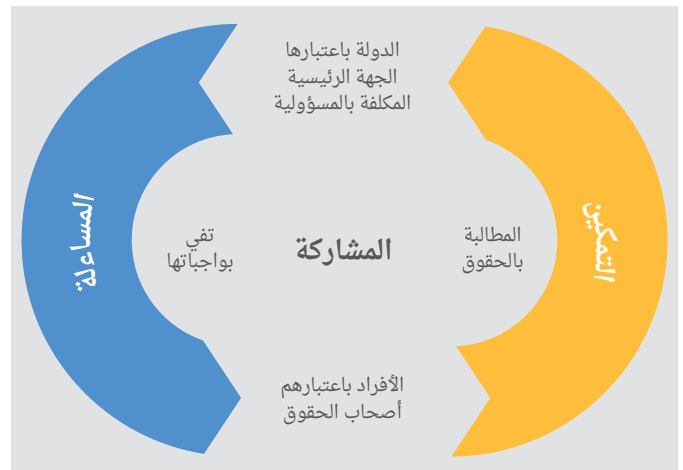 الدولة باعتبارها
الجهة الرئيسية
المكلفة بالمسؤولية
التمكين
المطالبة
بالحقوق
المشاركة
تفي
بواجباتها
المساءلة
الأفراد باعتبارهم
أصحاب الحقوق